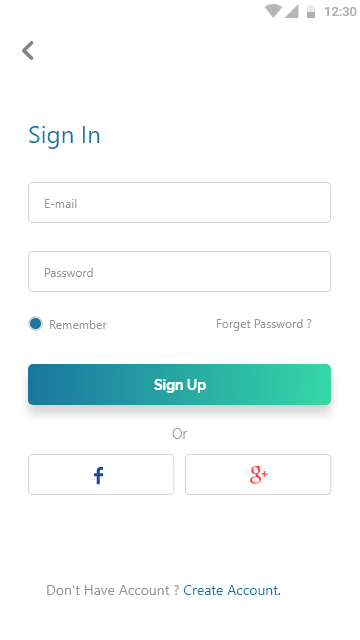 12:30
Sign In
E-mail
Password
Remember Forget Password ?
Sign Up
Or
f g+
Don't Have Account ? Create Account.